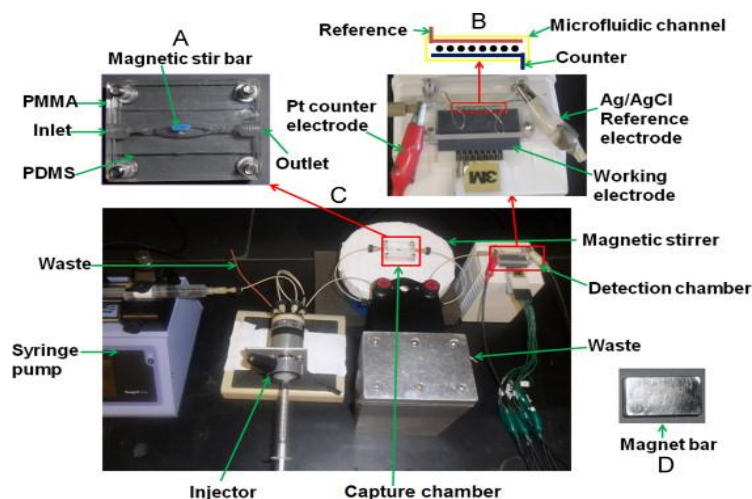 A
Magnetic stir bar
PMMA
Inlet
PDMS
Outlet
B
Reference
Microfluidic channel
Counter
Pt counter
electrode
Ag/AgCl
Reference
electrode
Working
electrode
3M
C
Waste
Magnetic stirrer
Detection chamber
Syringe
pump
Waste
Injector
Capture chamber
Magnet bar
D